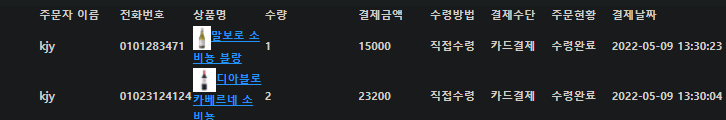 주문자 이름 전화번호 상품명 수량 결제금액 수령방법 결제수단 주문현황 결제날짜
kjy 0101283471 말보로 소비뇽 블랑 1 15000 직접수령 카드결제 수령완료 2022-05-09 13:30:23
kjy 01023124124 디아블로 카베르네 소비뇽 2 23200 직접수령 카드결제 수령완료 2022-05-09 13:30:04